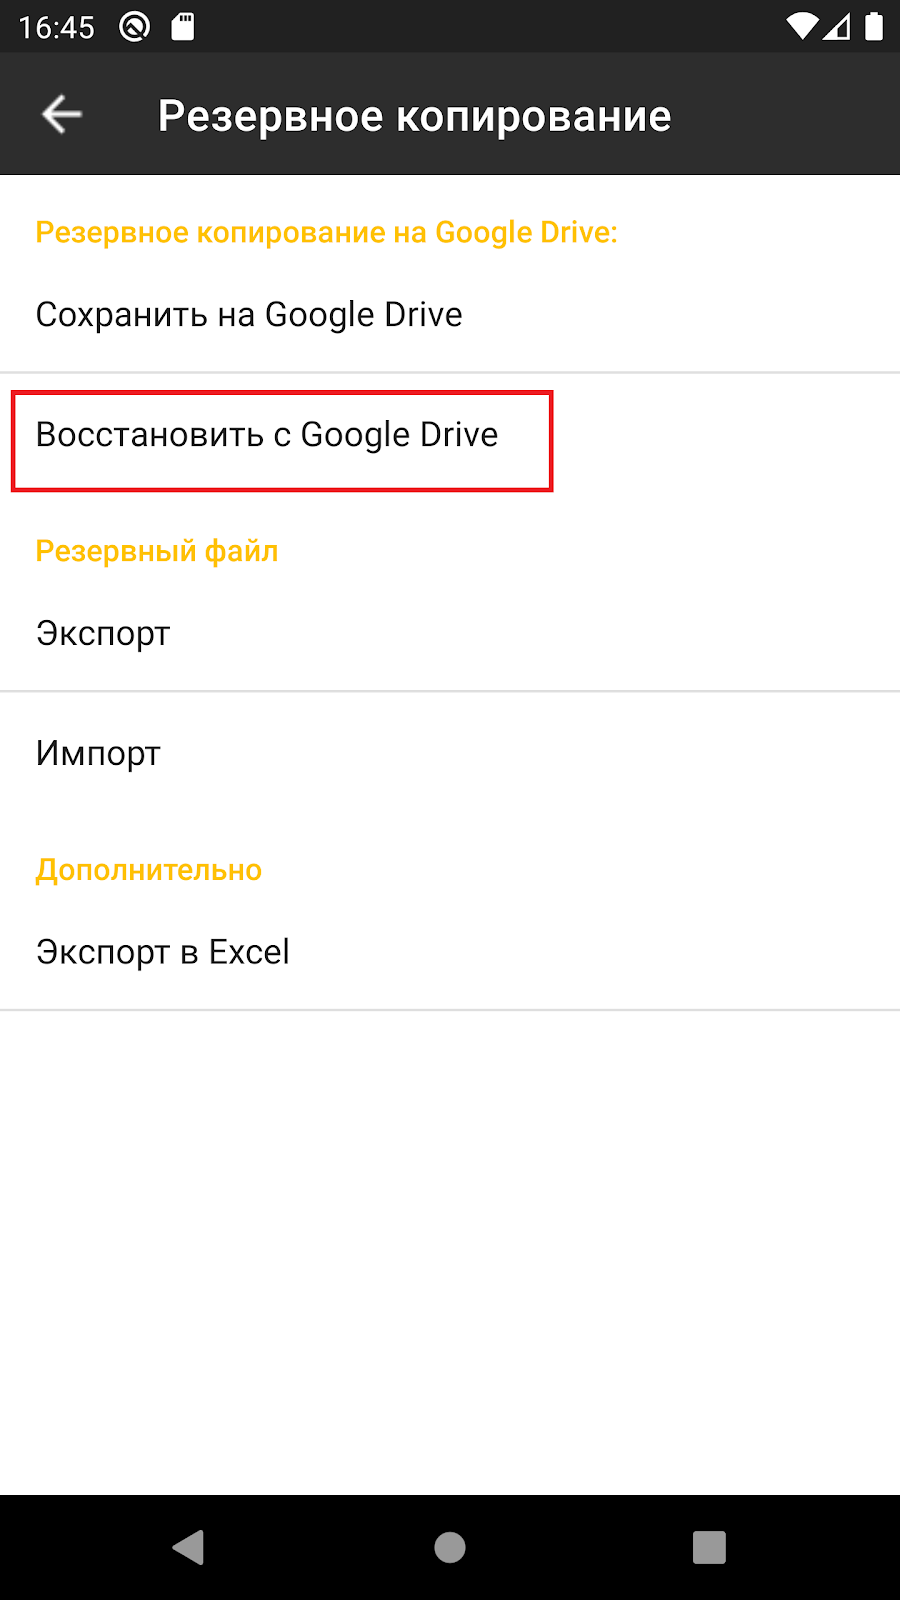 16:45
Резервное копирование
Резервное копирование на Google Drive:
Сохранить на Google Drive
Восстановить с Google Drive
Резервный файл
Экспорт
Импорт
Дополнительно
Экспорт в Excel